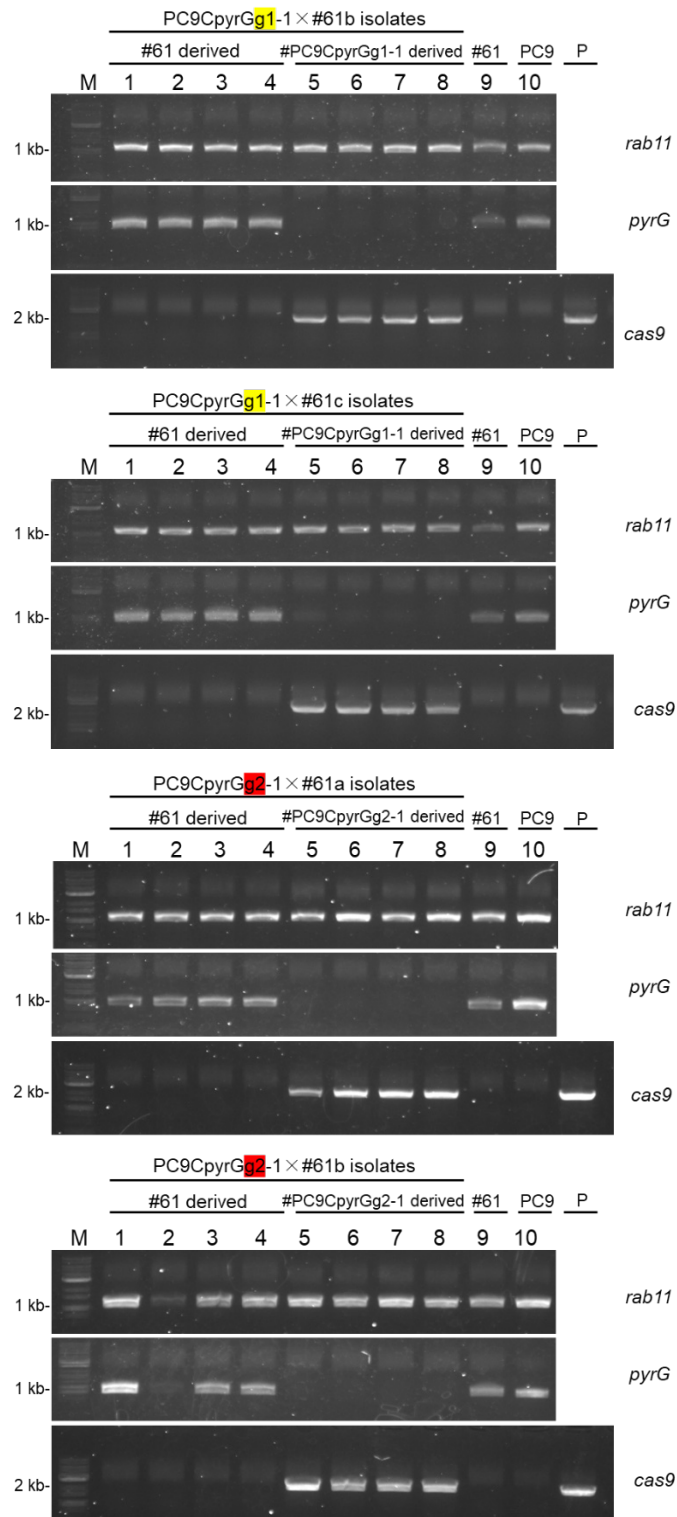 PC9CpyrGg1-1×#61b isolates
#61 derived #PC9CpyrGg1-1 derived #61 PC9 P
M 1 2 3 4 5 6 7 8 9 10
1 kb- rab11
1 kb- pyrG
2 kb- cas9
PC9CpyrGg1-1×#61c isolates
#61 derived #PC9CpyrGg1-1 derived #61 PC9 P
M 1 2 3 4 5 6 7 8 9 10
1 kb- rab11
1 kb- pyrG
2 kb- cas9
PC9CpyrGg2-1×#61a isolates
#61 derived #PC9CpyrGg2-1 derived #61 PC9 P
M 1 2 3 4 5 6 7 8 9 10
1 kb- rab11
1 kb- pyrG
2 kb- cas9
PC9CpyrGg2-1×#61b isolates
#61 derived #PC9CpyrGg2-1 derived #61 PC9 P
M 1 2 3 4 5 6 7 8 9 10
1 kb- rab11
1 kb- pyrG
2 kb- cas9